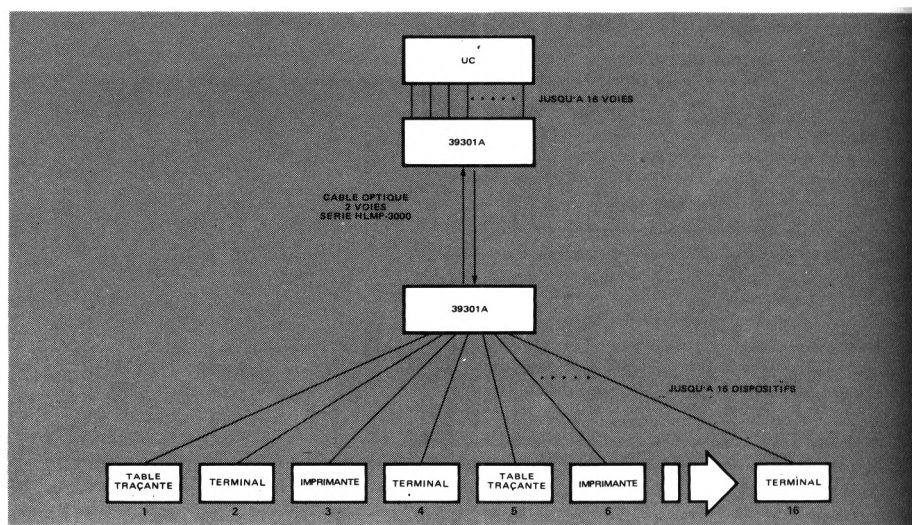 UC
JUSQU'A 16 VOIES
39301A
CABLE OPTIQUE
2 VOIES
SERIE HLMP-3000
39301A
JUSQU'A 16 DISPOSITIFS
TABLE TRAÇANTE
TERMINAL
IMPRIMANTE
TERMINAL
TABLE TRAÇANTE
IMPRIMANTE
TERMINAL
1 2 3 4 5 6 16